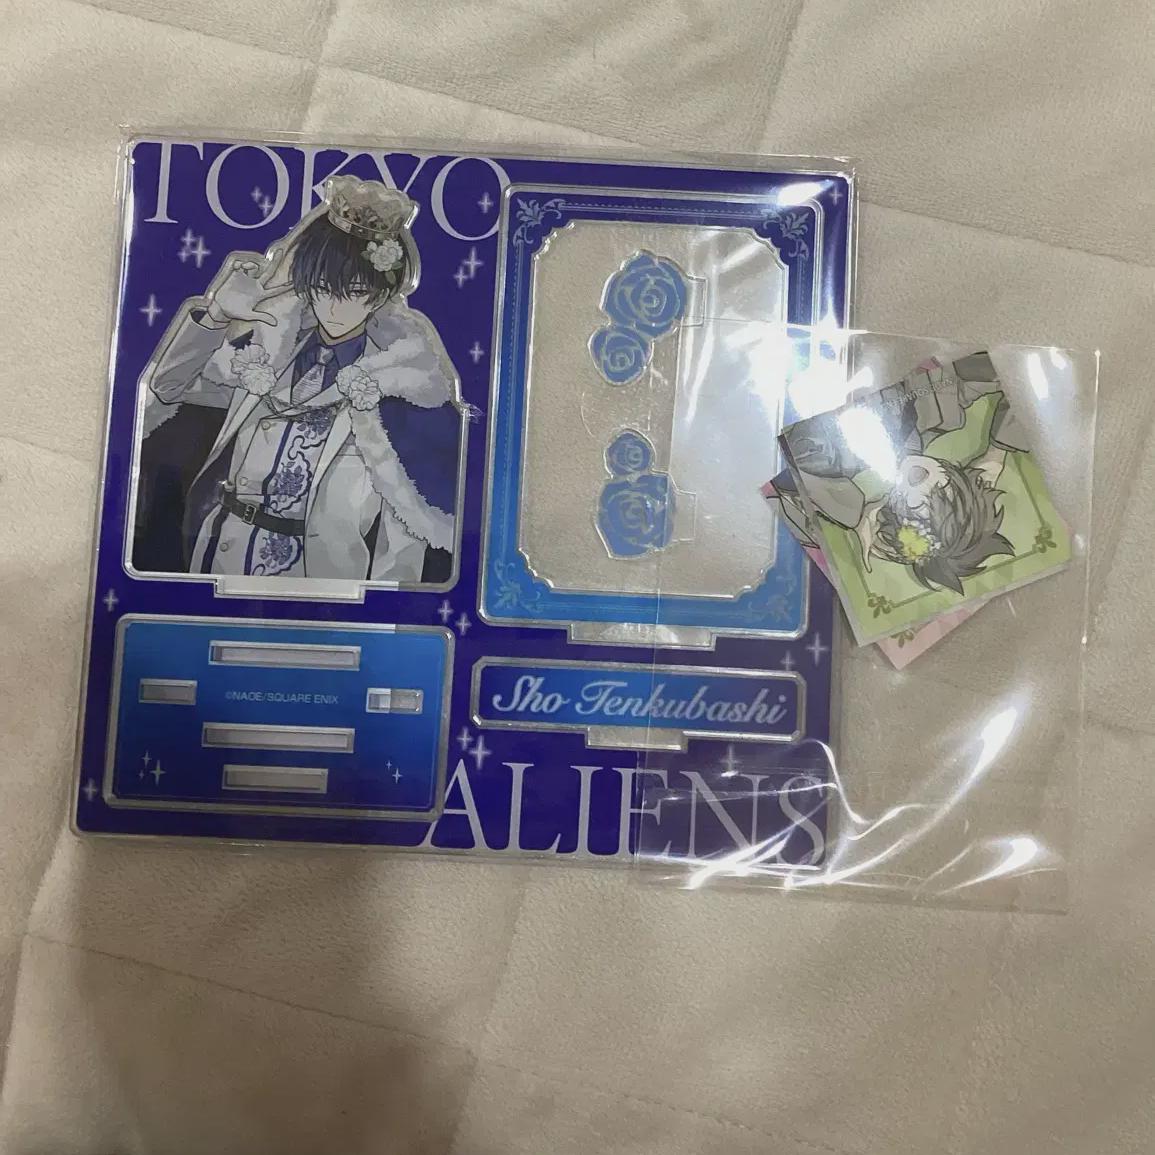 TOKYO
©NAOE/SQUARE ENIX
Sho Tenkubashi
ALIENS